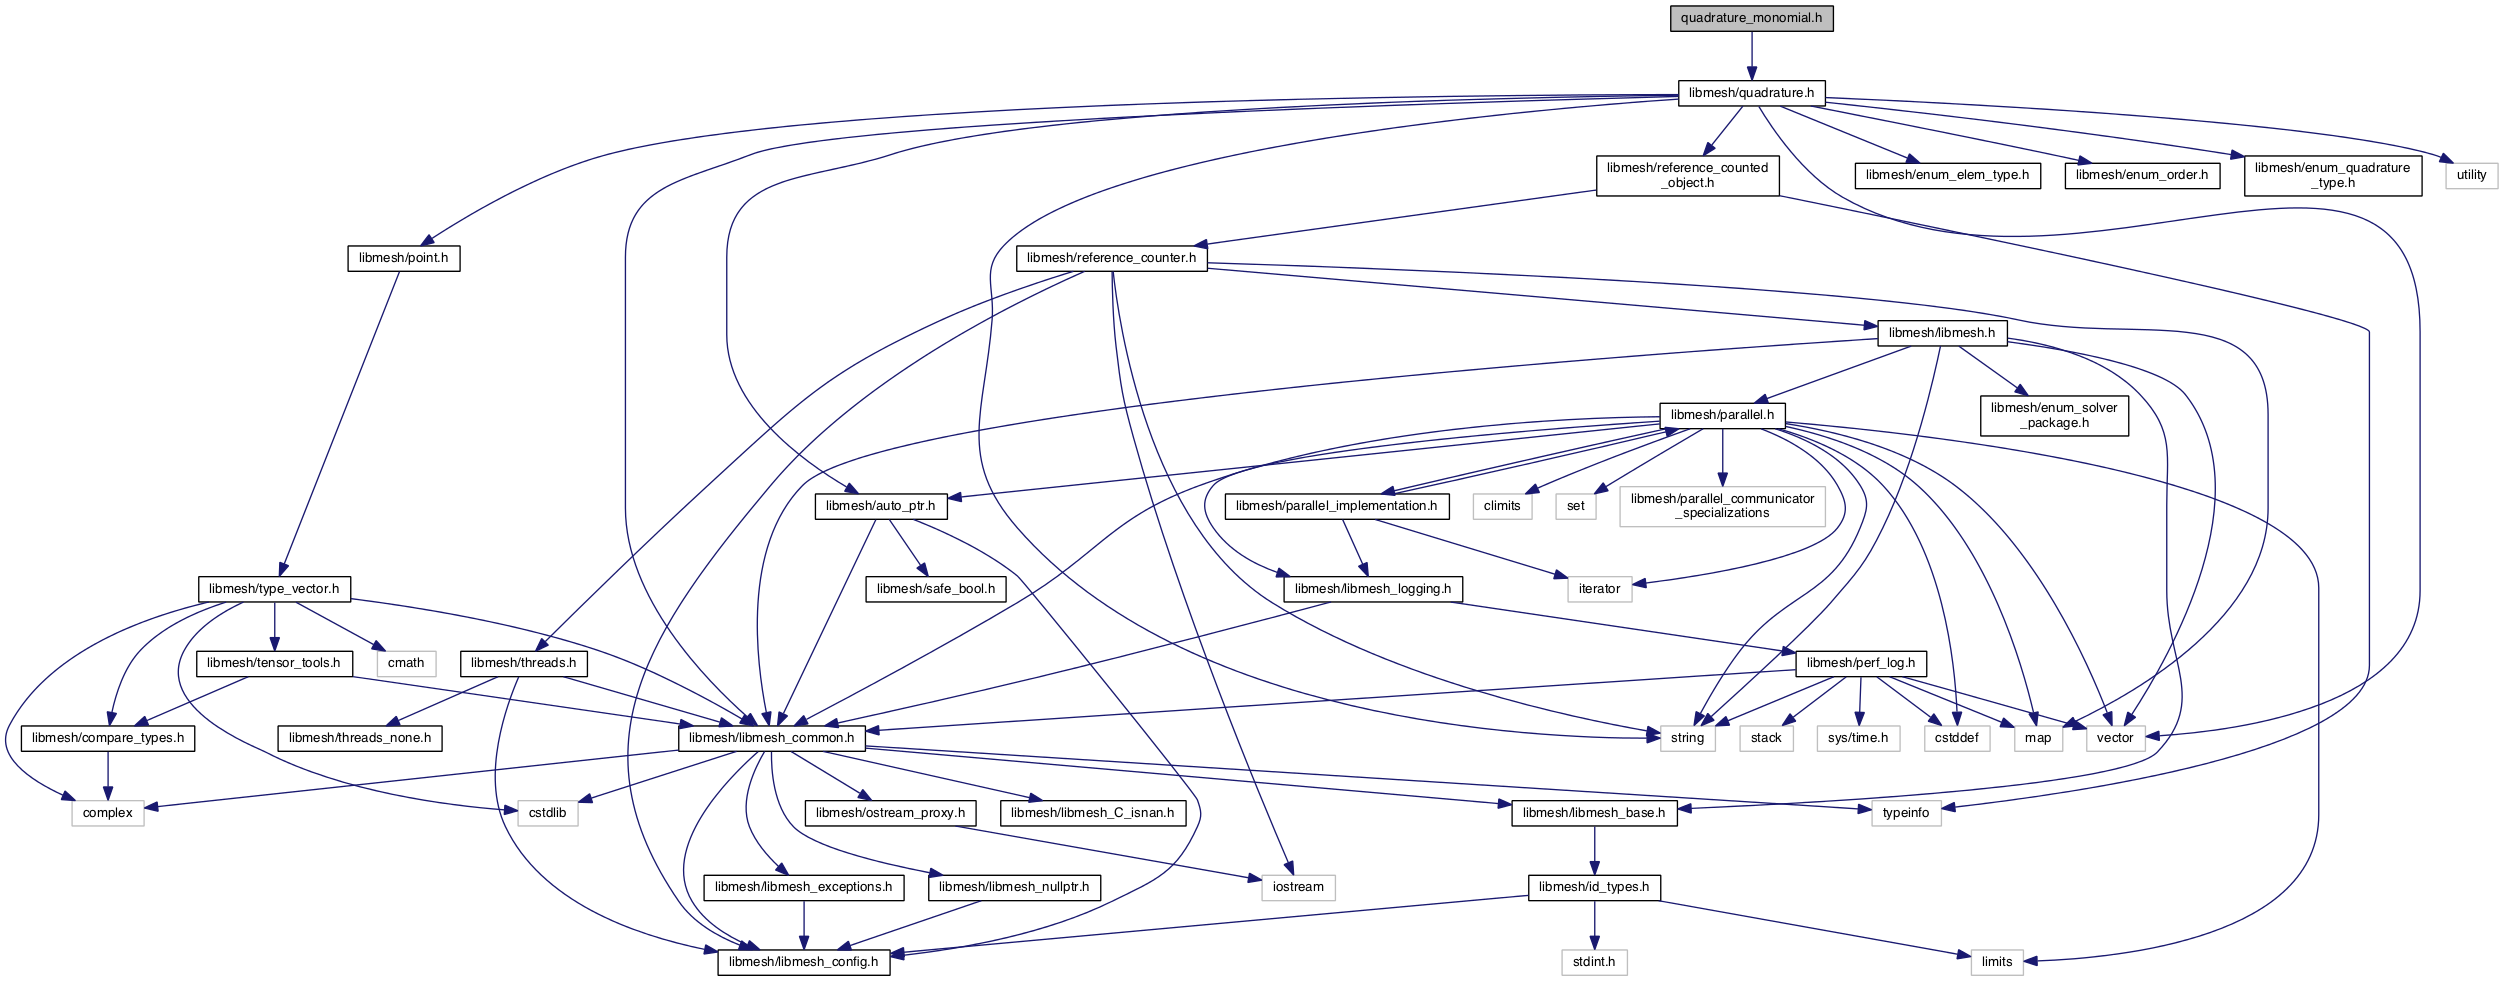 quadrature_monomial.h
libmesh/quadrature.h
libmesh/reference_counted
_object.h
libmesh/enum_elem_type.h
libmesh/enum_order.h
libmesh/enum_quadrature
_type.h
utility
libmesh/point.h
libmesh/reference_counter.h
libmesh/libmesh.h
libmesh/parallel.h
libmesh/enum_solver
_package.h
libmesh/auto_ptr.h
libmesh/parallel_implementation.h
climits
set
libmesh/parallel_communicator
_specializations
libmesh/type_vector.h
libmesh/safe_bool.h
libmesh/libmesh_logging.h
iterator
libmesh/tensor_tools.h
cmath
libmesh/threads.h
libmesh/perf_log.h
libmesh/compare_types.h
libmesh/threads_none.h
libmesh/libmesh_common.h
string
stack
sys/time.h
cstddef
map
vector
complex
cstdlib
libmesh/ostream_proxy.h
libmesh/libmesh_C_isnan.h
libmesh/libmesh_base.h
typeinfo
libmesh/libmesh_exceptions.h
libmesh/libmesh_nullptr.h
iostream
libmesh/id_types.h
libmesh/libmesh_config.h
stdint.h
limits